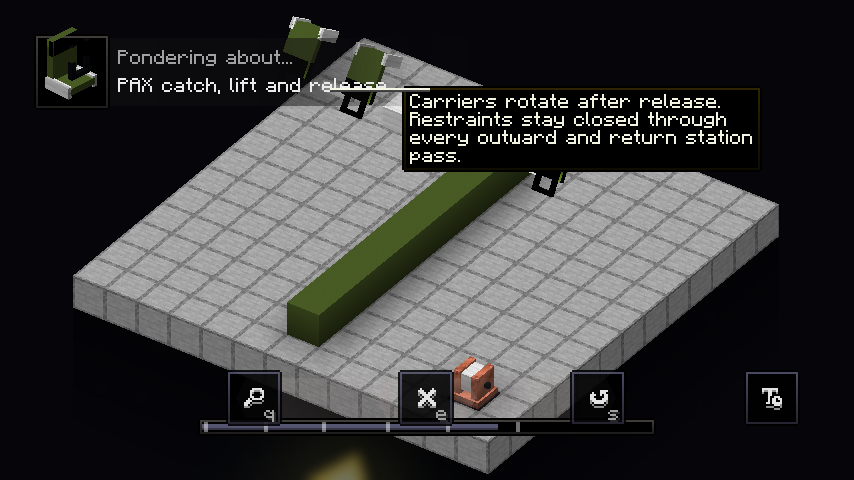 Pondering about...
PAX catch, lift and release
Carriers rotate after release.
Restraints stay closed through
every outward and return station
pass.
q
e
s
T